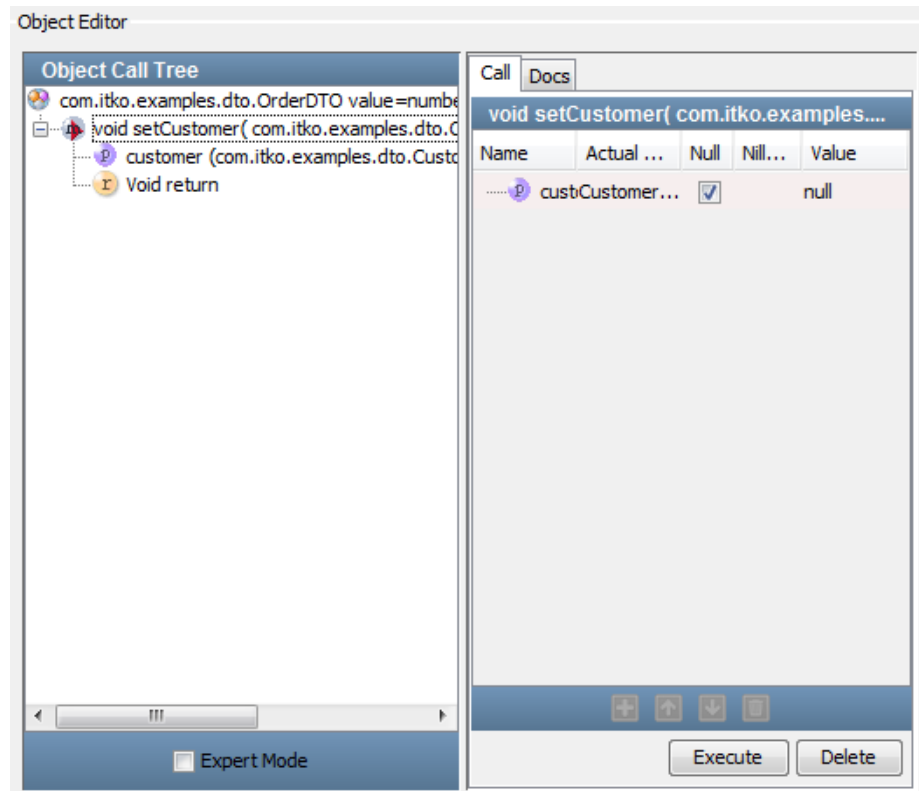 Object Editor
Object Call Tree
com.itko.examples.dto.OrderDTO value=numbe
void setCustomer( com.itko.examples.dto.C
p customer (com.itko.examples.dto.Custo
r Void return
Expert Mode
Call Docs
void setCustomer( com.itko.examples....
Name Actual ... Null Nill... Value
p cust Customer... null
Execute Delete